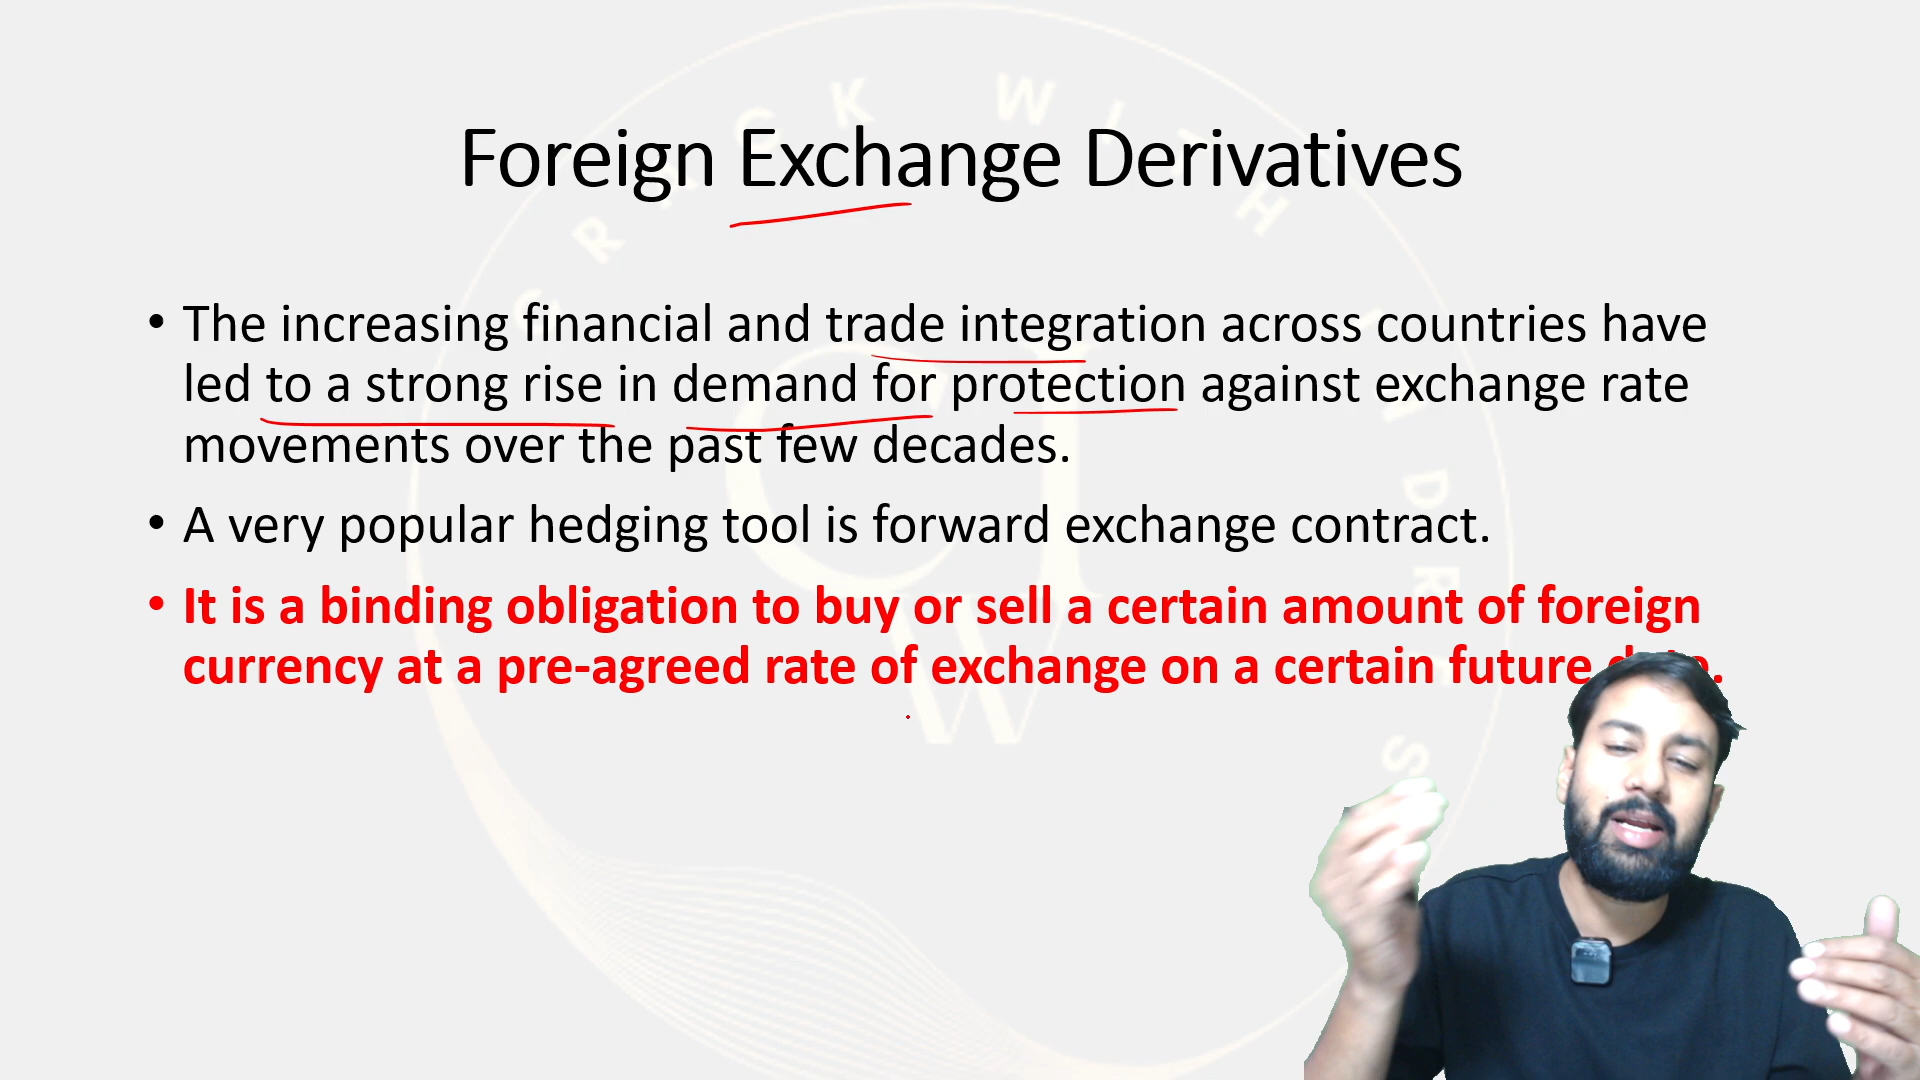 Foreign Exchange Derivatives
• The increasing financial and trade integration across countries have
led to a strong rise in demand for protection against exchange rate
movements over the past few decades.
• A very popular hedging tool is forward exchange contract.
• It is a binding obligation to buy or sell a certain amount of foreign
currency at a pre-agreed rate of exchange on a certain future
CRACK WITH